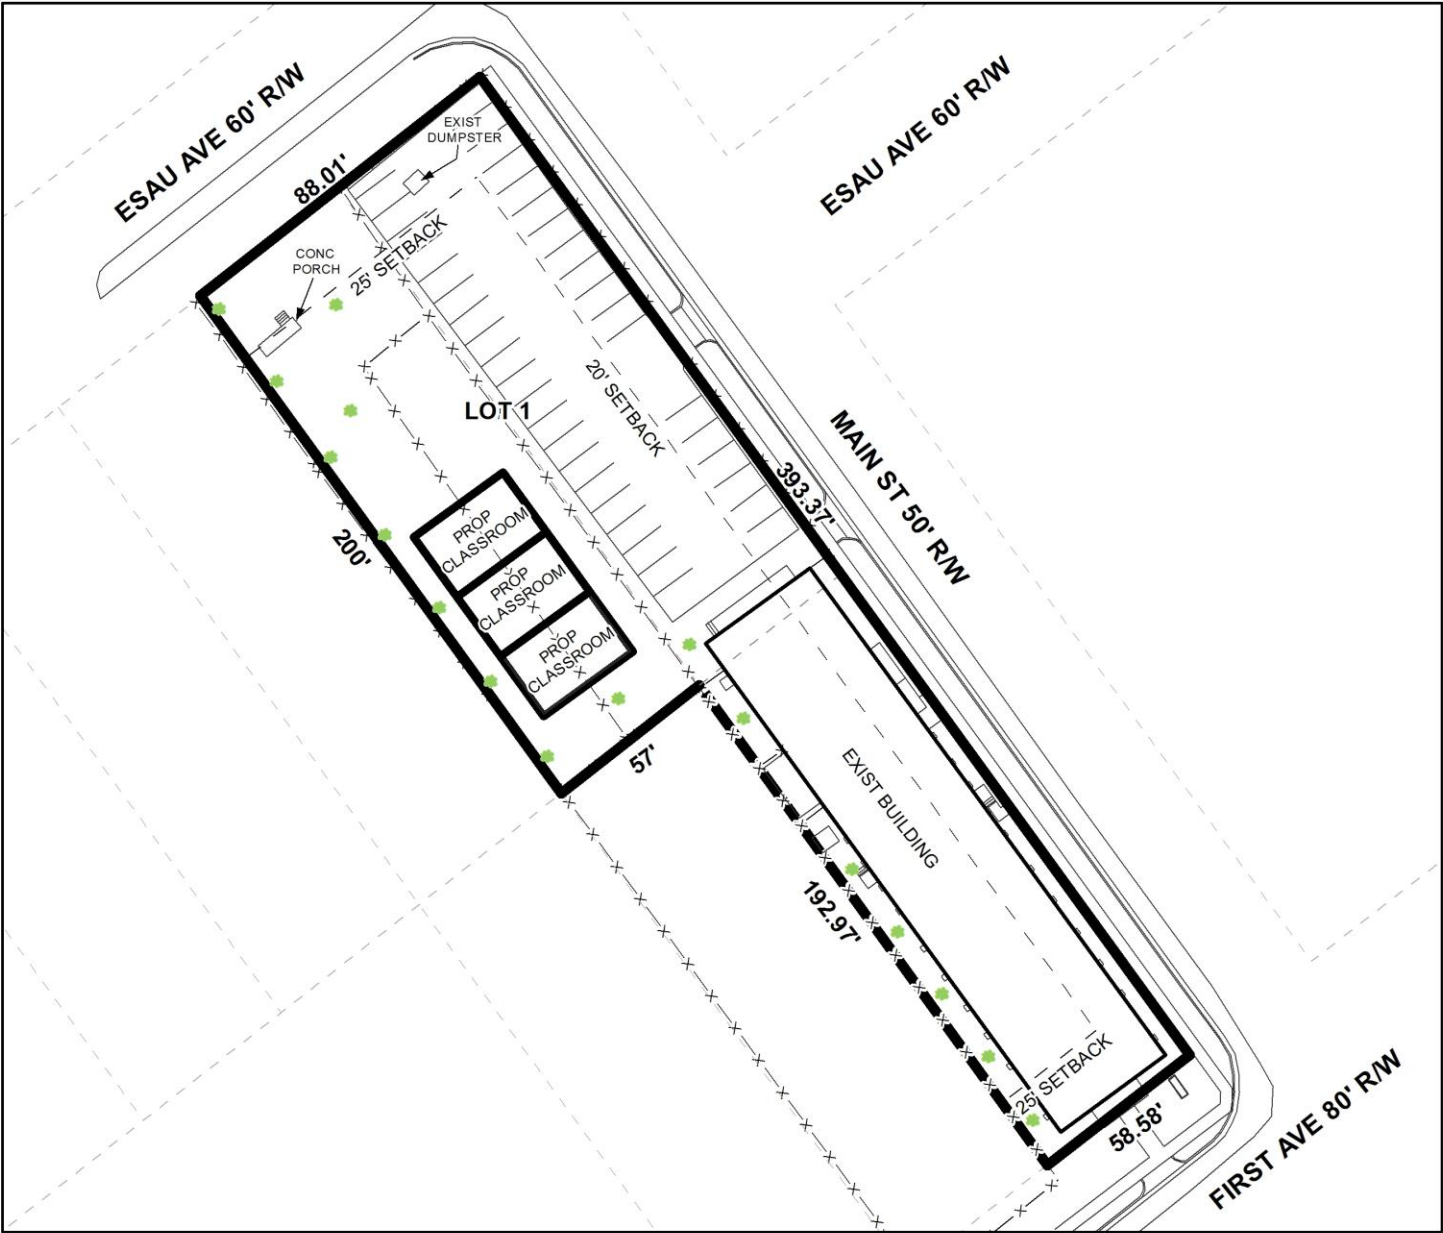 ESAU AVE 60' R/W
ESAU AVE 60' R/W
EXIST
DUMPSTER
88.01'
25' SETBACK
CONC
PORCH
20' SETBACK
LOT 1
MAIN ST 50' R/W
393.37'
200'
PROP
CLASSROOM
PROP
CLASSROOM
PROP
CLASSROOM
57'
EXIST BUILDING
192.97'
25' SETBACK
58.58'
FIRST AVE 80' R/W